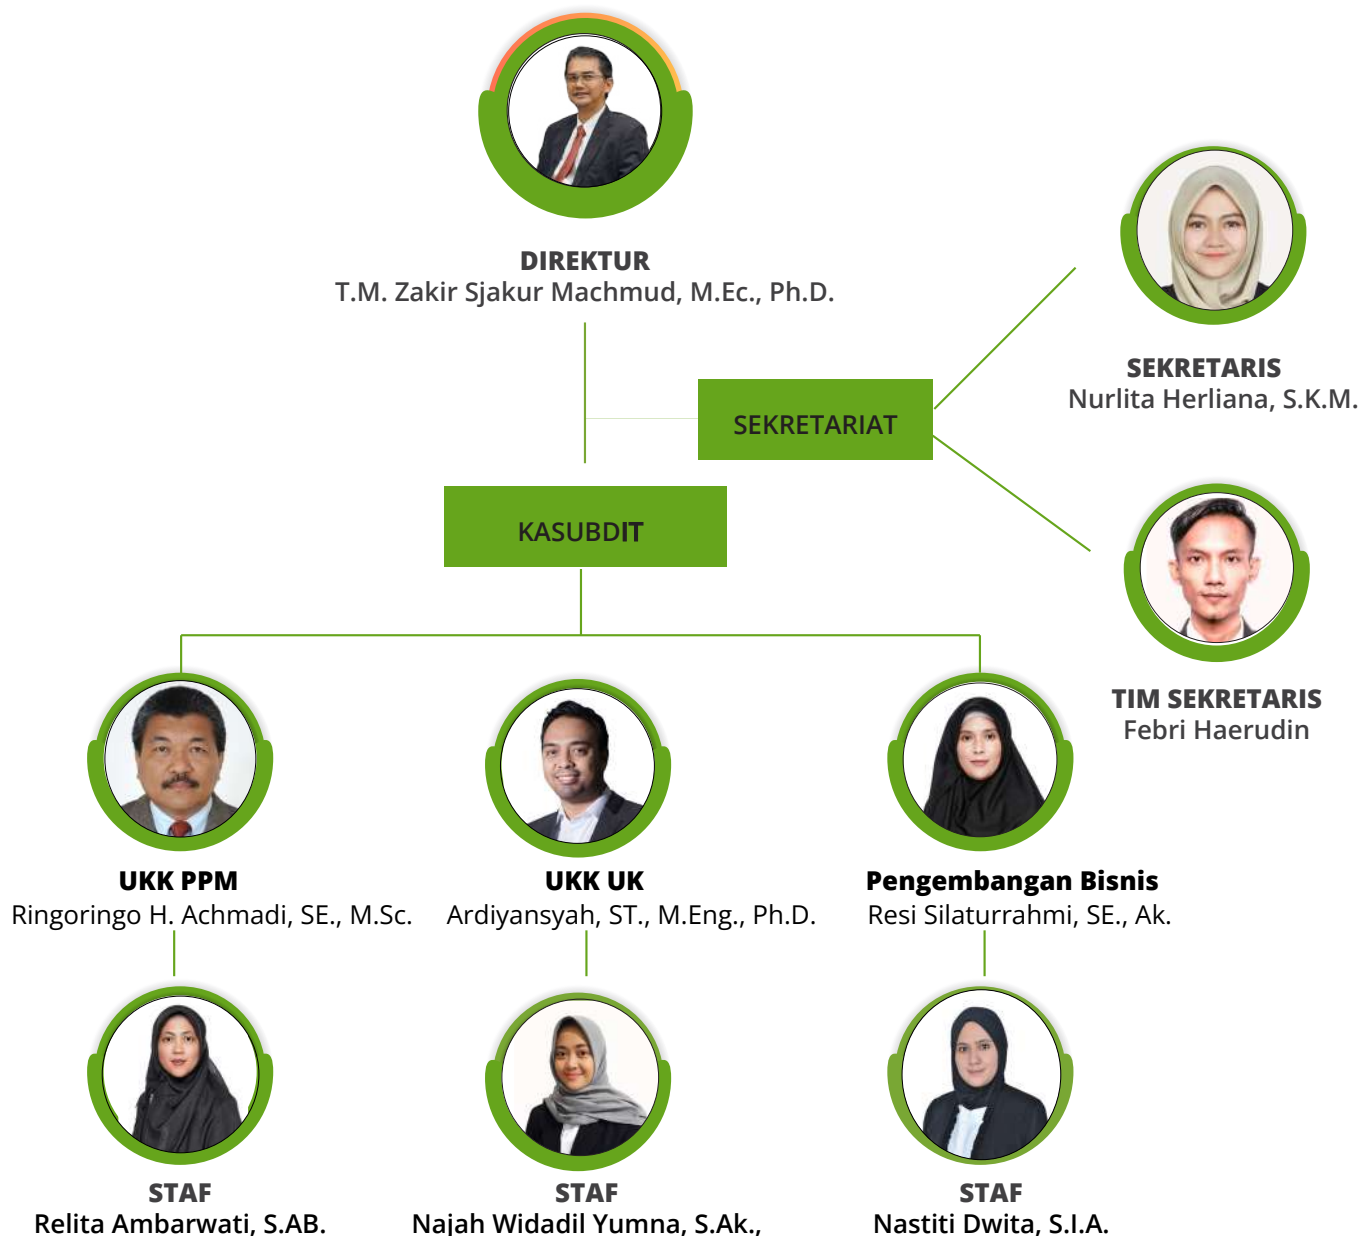 DIREKTUR
T.M. Zakir Sjakur Machmud, M.Ec., Ph.D.
SEKRETARIS
Nurlita Herliana, S.K.M.
SEKRETARIAT
KASUBDIT
TIM SEKRETARIS
Febri Haerudin
UKK PPM
Ringoringo H. Achmadi, SE., M.Sc.
UKK UK
Ardiyansyah, ST., M.Eng., Ph.D.
Pengembangan Bisnis
Resi Silaturrahmi, SE., Ak.
STAF
Relita Ambarwati, S.AB.
STAF
Najah Widadil Yumna, S.Ak.,
STAF
Nastiti Dwita, S.I.A.